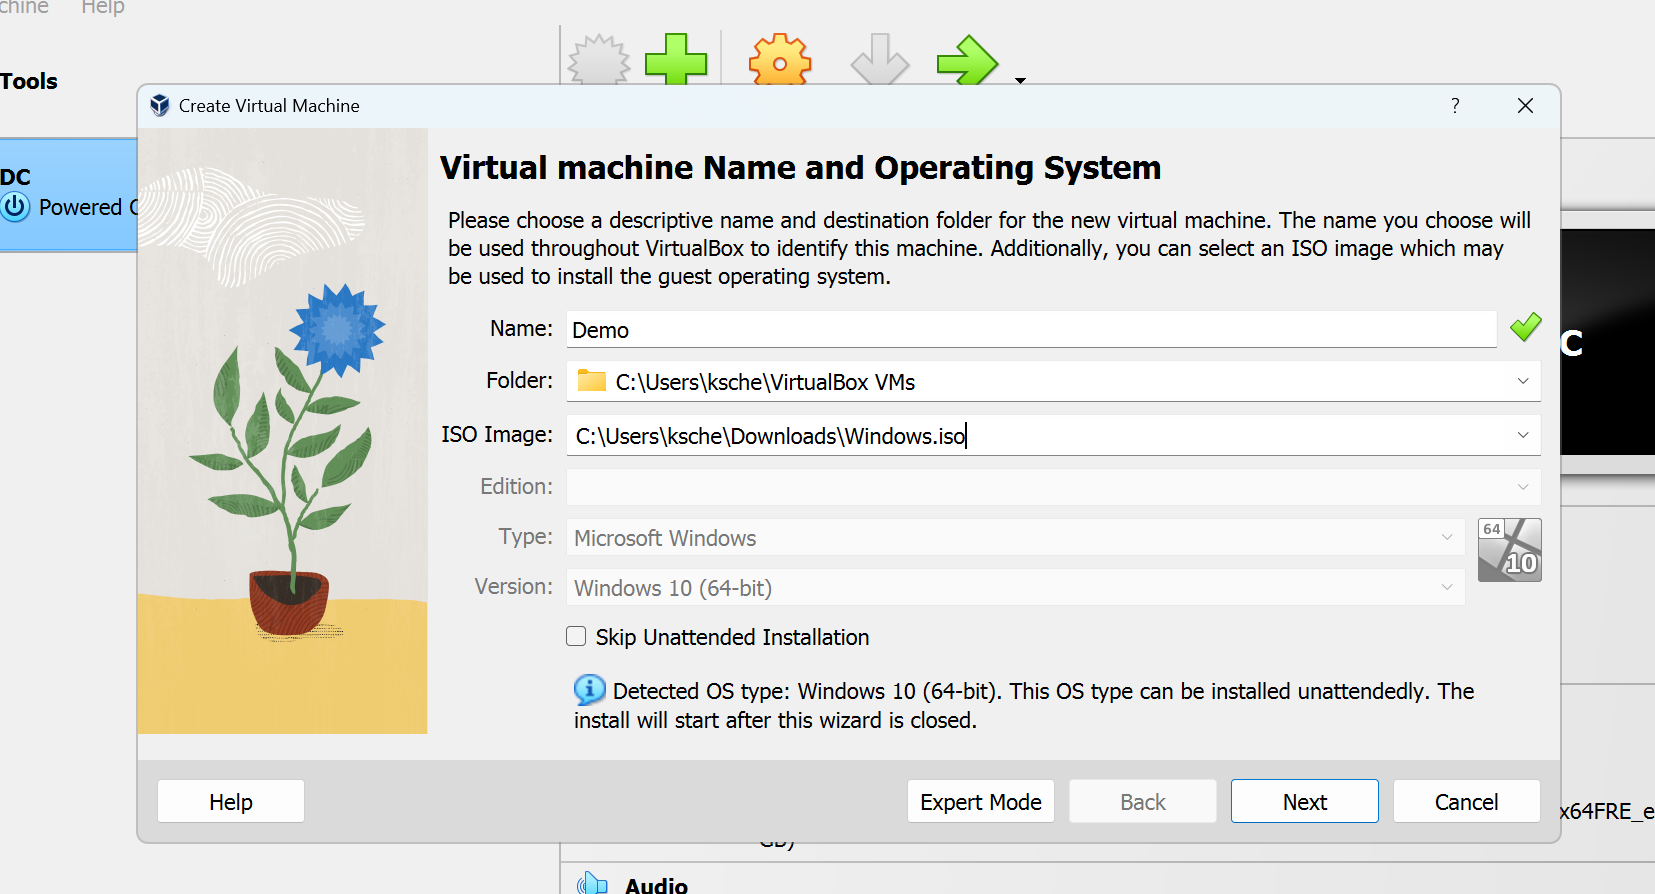 Help
Tools
DC
Powered
Create Virtual Machine
?
Virtual machine Name and Operating System
Please choose a descriptive name and destination folder for the new virtual machine. The name you choose will
be used throughout VirtualBox to identify this machine. Additionally, you can select an ISO image which may
be used to install the guest operating system.
Name: Demo
Folder: C:\Users\ksche\VirtualBox VMs
ISO Image: C:\Users\ksche\Downloads\Windows.iso
Edition:
Type: Microsoft Windows
64
10
Version: Windows 10 (64-bit)
Skip Unattended Installation
Detected OS type: Windows 10 (64-bit). This OS type can be installed unattendedly. The
install will start after this wizard is closed.
Help
Expert Mode
Back
Next
Cancel
C
x64FRE_e
Audio